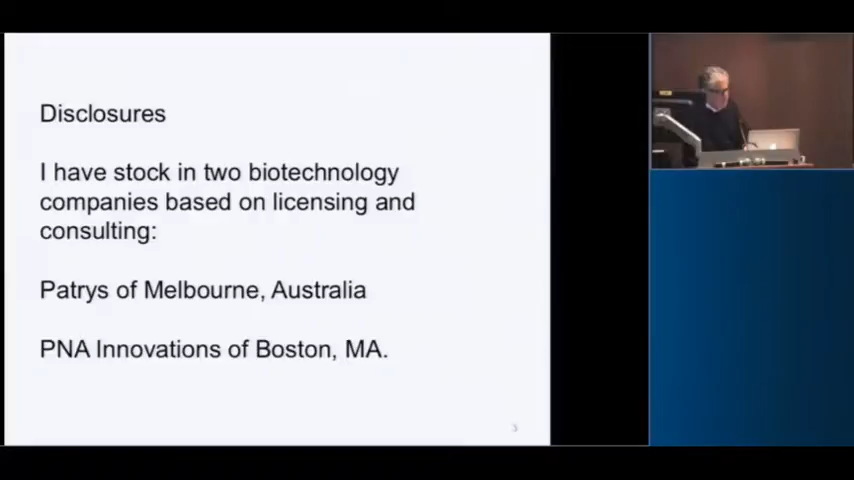 Disclosures
I have stock in two biotechnology
companies based on licensing and
consulting:
Patrys of Melbourne, Australia
PNA Innovations of Boston, MA.
3